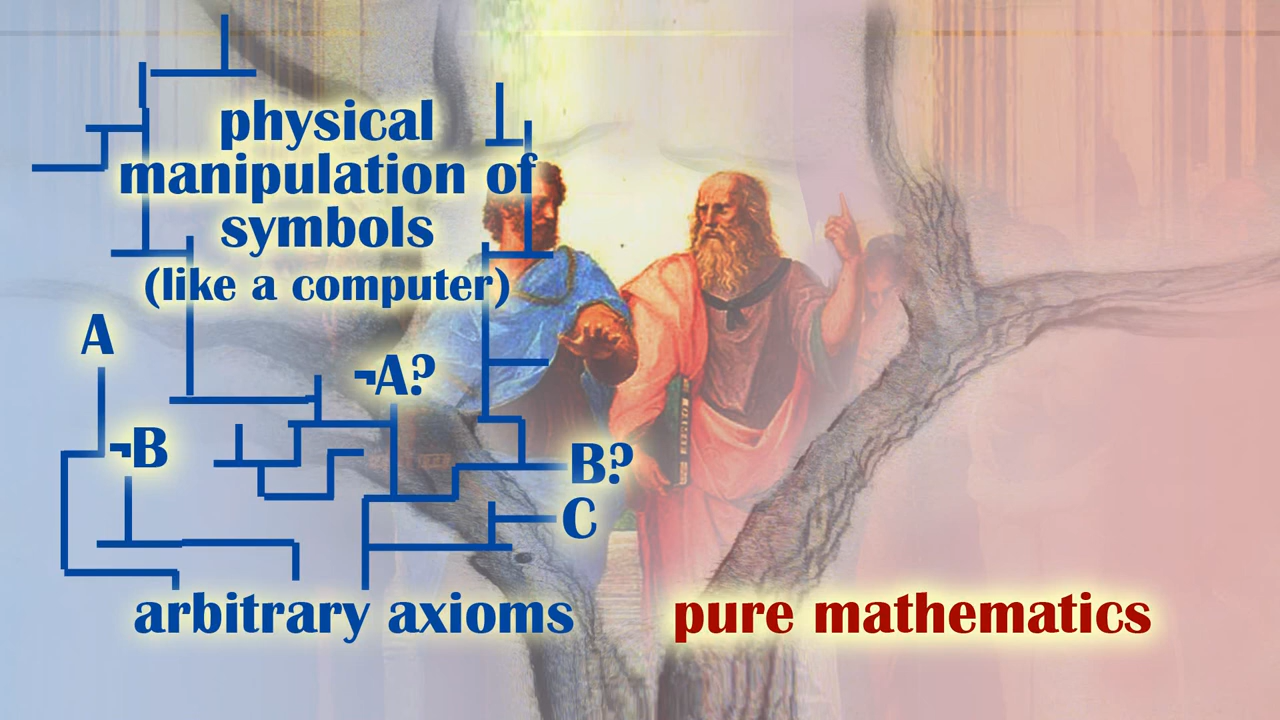 physical
manipulation of
symbols
(like a computer)
A
¬A?
¬B
B?
C
arbitrary axioms
pure mathematics